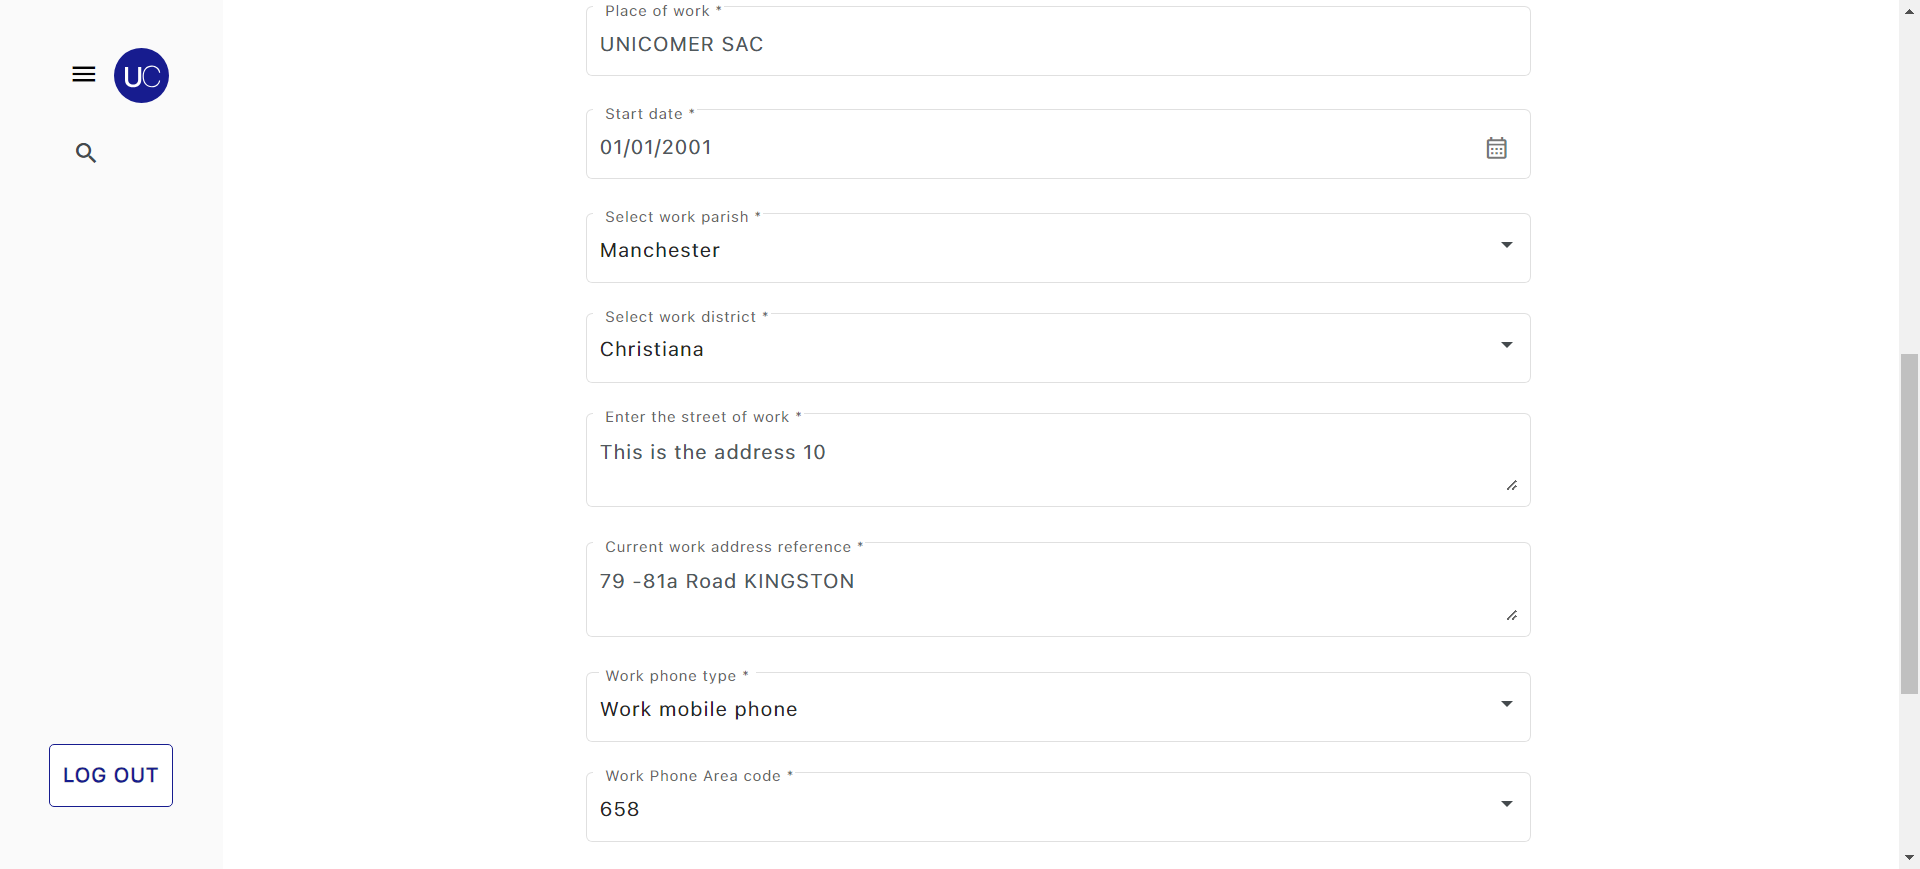 UC
Place of work *
UNICOMER SAC
Start date *
01/01/2001
Select work parish *
Manchester
Select work district *
Christiana
Enter the street of work *
This is the address 10
Current work address reference *
79 -81a Road KINGSTON
Work phone type *
Work mobile phone
Work Phone Area code *
658
LOG OUT